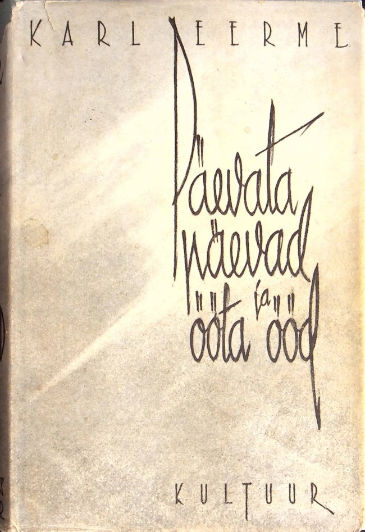 KARL EERME
Päevata
päevad
ja
ööta ööd
KULTUUR